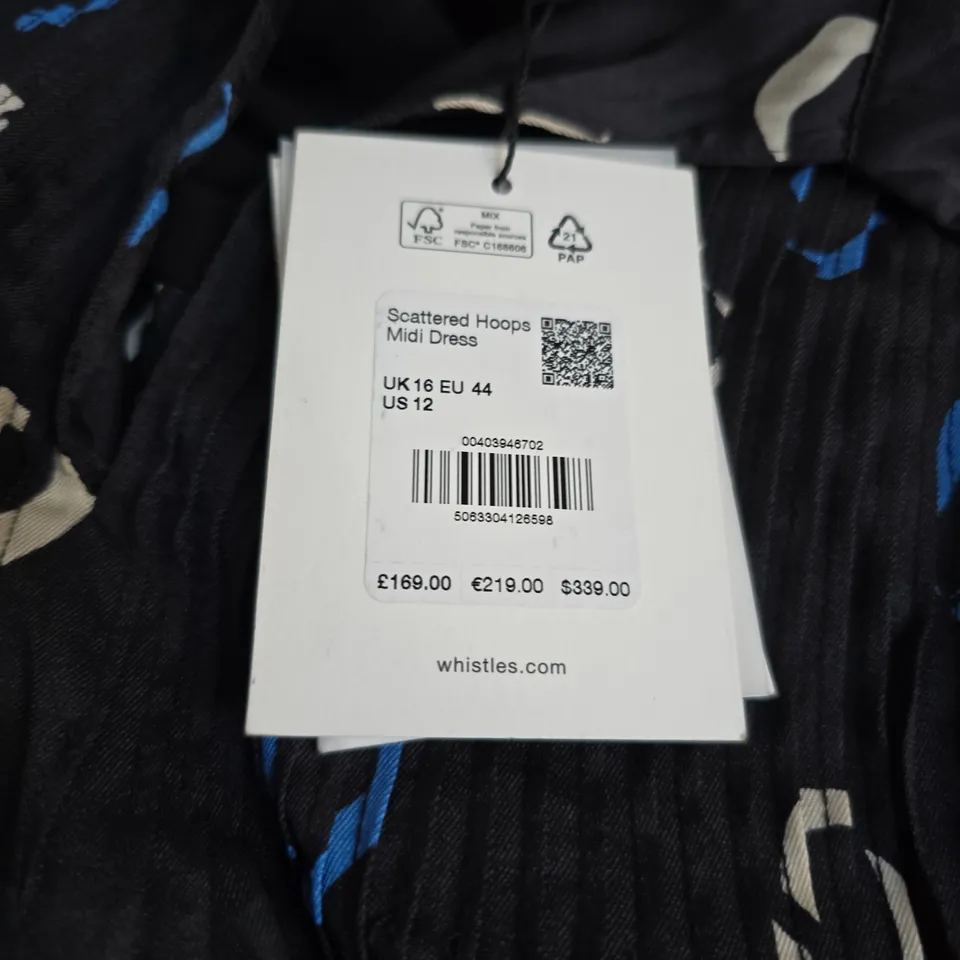 MIX
Paper from
responsible sources
FSC® C168606
FSC
21
PAP
Scattered Hoops
Midi Dress
UK 16 EU 44
US 12
00403946702
5063304126598
£169.00 €219.00 $339.00
whistles.com